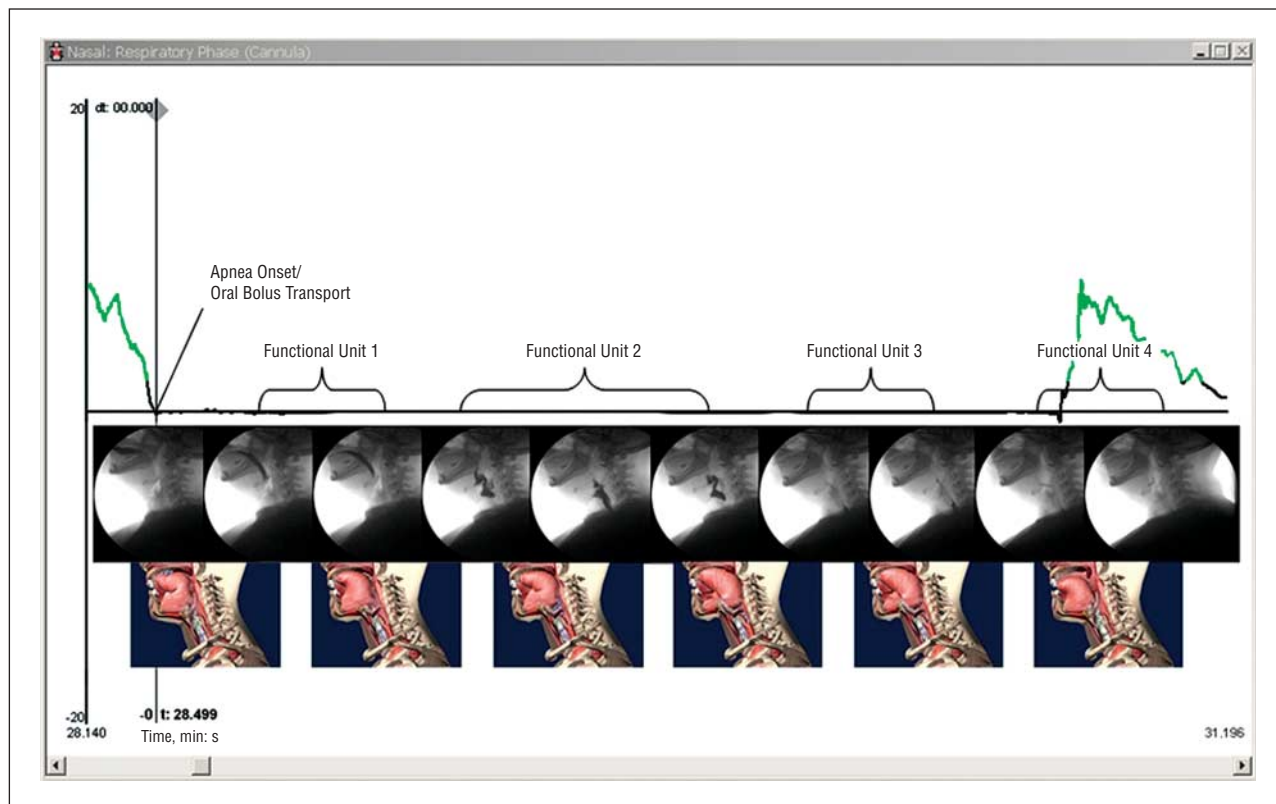 Nasal: Respiratory Phase (Cannula)
20
dt: 00.000
Apnea Onset/
Oral Bolus Transport
Functional Unit 1
Functional Unit 2
Functional Unit 3
Functional Unit 4
-20
-0
t: 28.499
28.140
Time, min: s
31.196